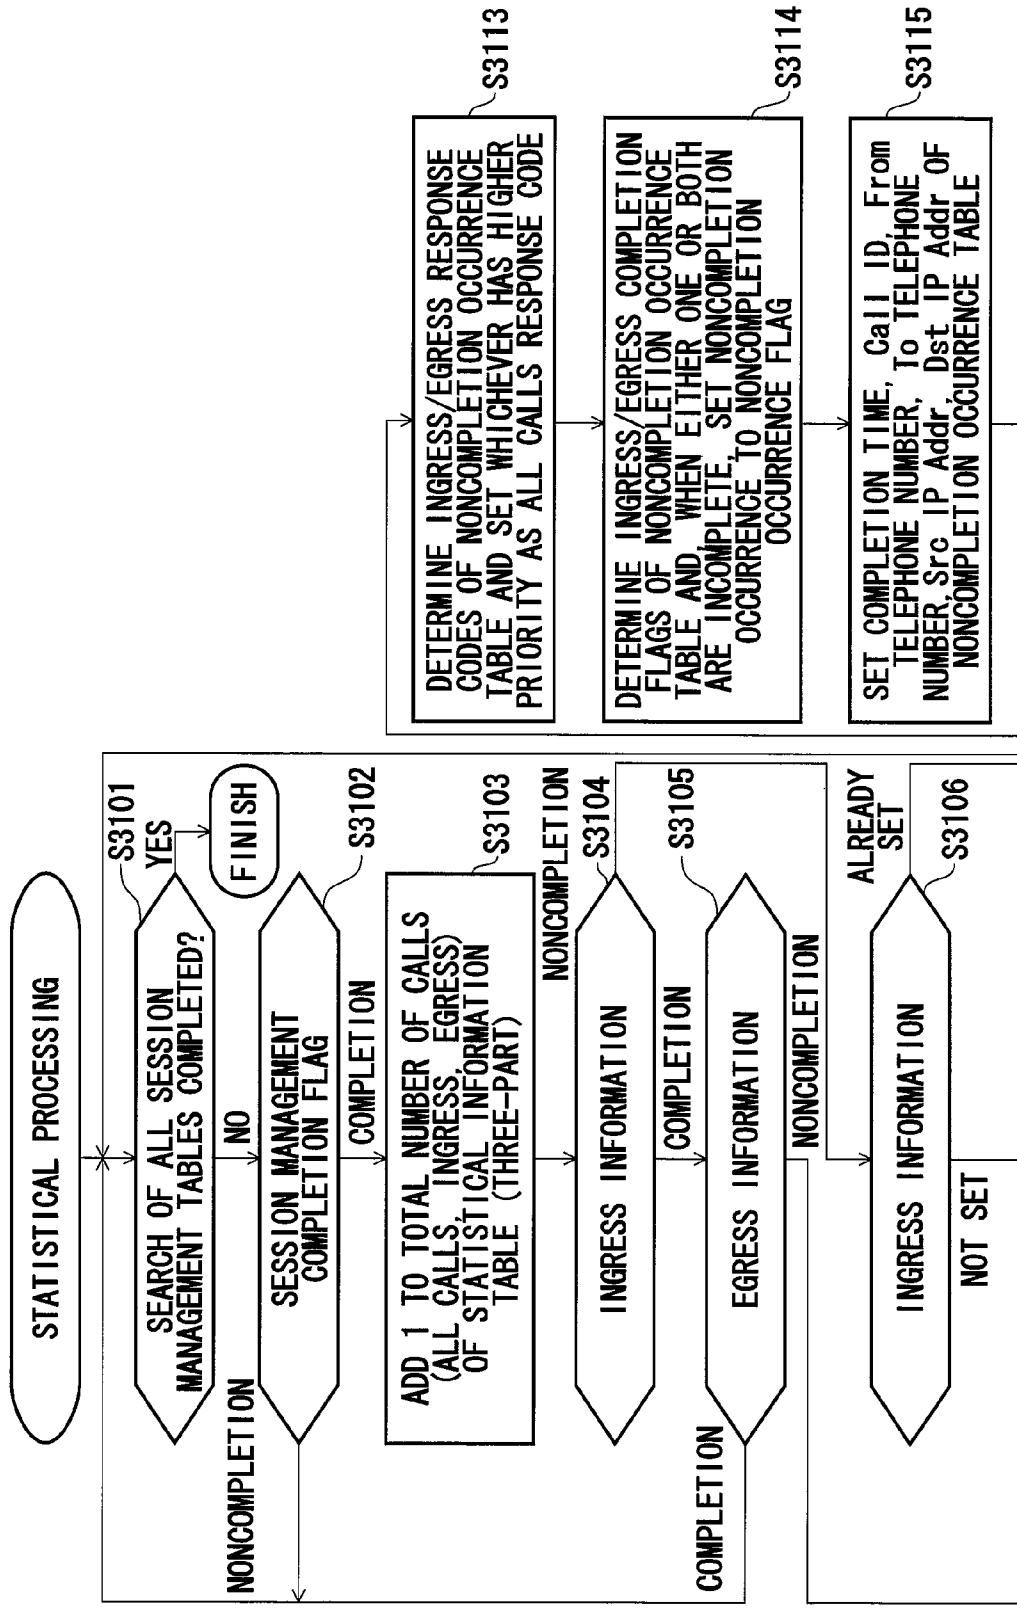 STATISTICAL PROCESSING
SEARCH OF ALL SESSION
MANAGEMENT TABLES COMPLETED?
S3101
YES
FINISH
NO
SESSION MANAGEMENT
COMPLETION FLAG
S3102
NONCOMPLETION
COMPLETION
ADD 1 TO TOTAL NUMBER OF CALLS
(ALL CALLS, INGRESS, EGRESS)
OF STATISTICAL INFORMATION
TABLE (THREE-PART)
S3103
NONCOMPLETION
INGRESS INFORMATION
S3104
COMPLETION
EGRESS INFORMATION
S3105
COMPLETION
NONCOMPLETION
ALREADY
SET
INGRESS INFORMATION
S3106
NOT SET
DETERMINE INGRESS/EGRESS RESPONSE
CODES OF NONCOMPLETION OCCURRENCE
TABLE AND SET WHICHEVER HAS HIGHER
PRIORITY AS ALL CALLS RESPONSE CODE
S3113
DETERMINE INGRESS/EGRESS COMPLETION
FLAGS OF NONCOMPLETION OCCURRENCE
TABLE AND, WHEN EITHER ONE OR BOTH
ARE INCOMPLETE, SET NONCOMPLETION
OCCURRENCE TO NONCOMPLETION
OCCURRENCE FLAG
S3114
SET COMPLETION TIME, Call ID, From
TELEPHONE NUMBER, To TELEPHONE
NUMBER, Src IP Addr, Dst IP Addr OF
NONCOMPLETION OCCURRENCE TABLE
S3115